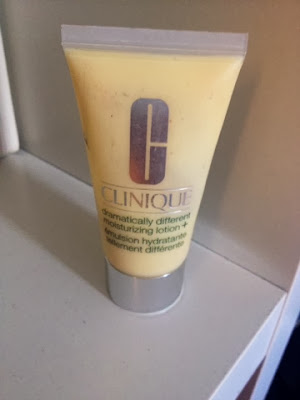 C
CLINIQUE
dramatically different
moisturizing lotion +
émulsion hydratante
tellement différente